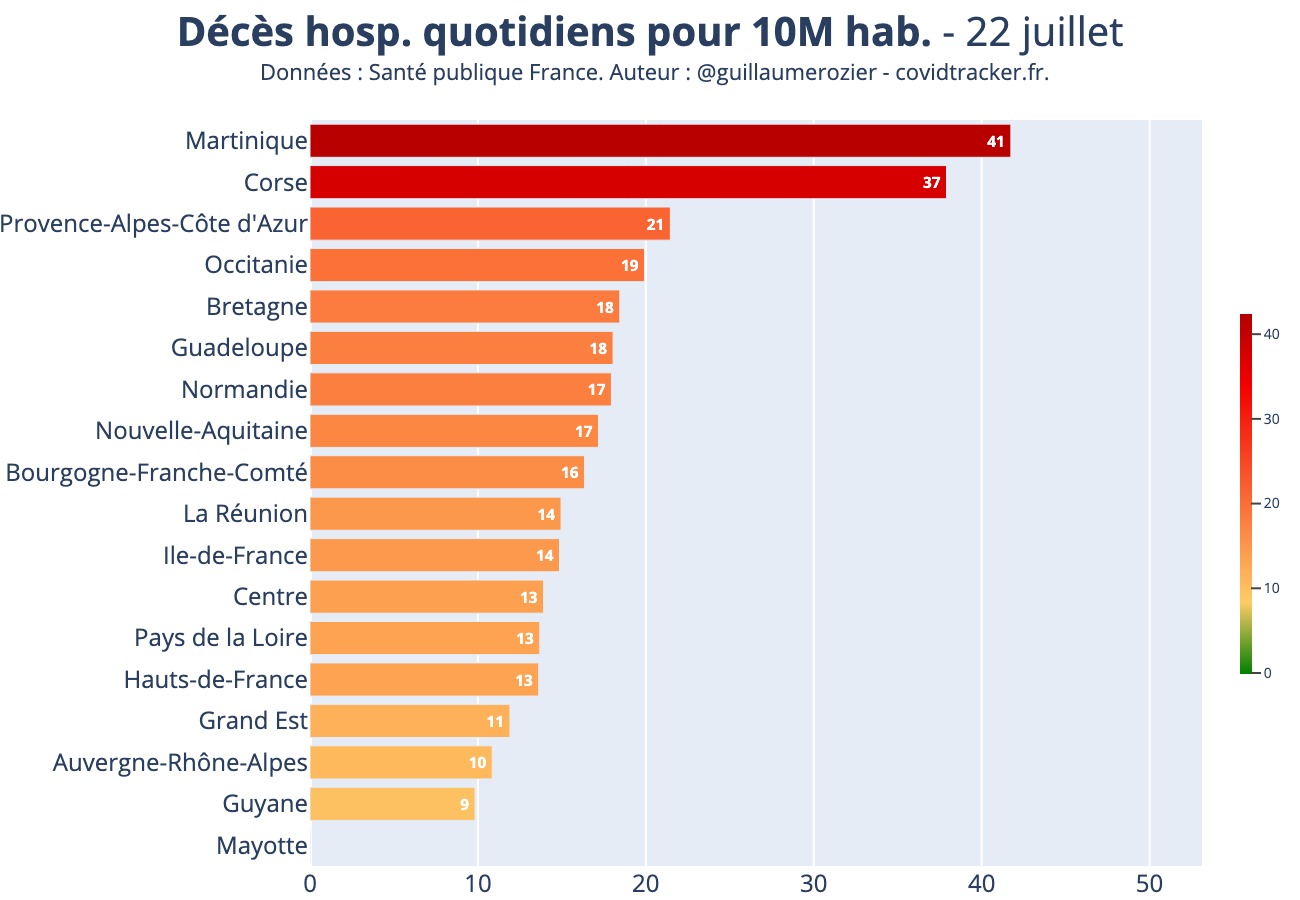 Décès hosp. quotidiens pour 10M hab. - 22 juillet
Données : Santé publique France. Auteur : @guillaumerozier - covidtracker.fr.
Martinique 41
Corse 37
Provence-Alpes-Côte d'Azur 21
Occitanie 19
Bretagne 18
Guadeloupe 18
Normandie 17
Nouvelle-Aquitaine 17
Bourgogne-Franche-Comté 16
La Réunion 14
Ile-de-France 14
Centre 13
Pays de la Loire 13
Hauts-de-France 13
Grand Est 11
Auvergne-Rhône-Alpes 10
Guyane 9
Mayotte
0 10 20 30 40 50
40
30
20
10
0